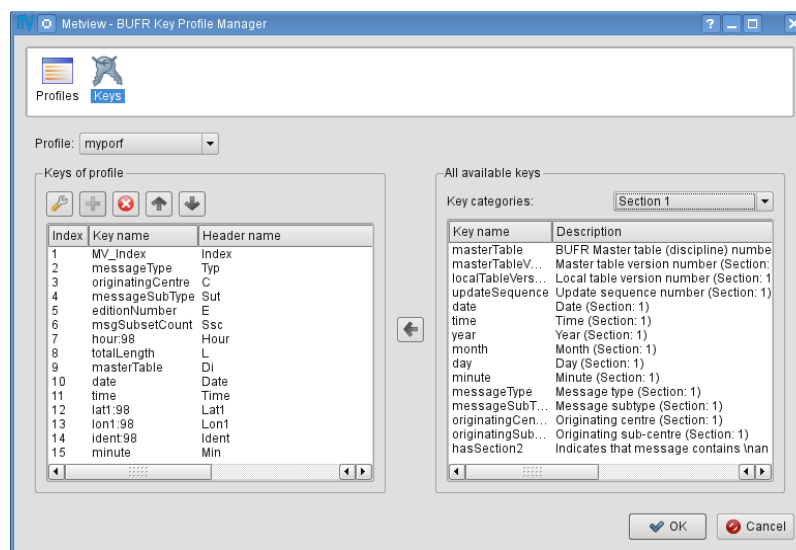 Metview - BUFR Key Profile Manager
Profiles Keys
Profile: myporf
Keys of profile
Index Key name Header name
1 MV_Index Index
2 messageType Typ
3 originatingCentre C
4 messageSubType Sut
5 editionNumber E
6 msgSubsetCount Ssc
7 hour:98 Hour
8 totalLength L
9 masterTable Di
10 date Date
11 time Time
12 lat1:98 Lat1
13 lon1:98 Lon1
14 ident:98 Ident
15 minute Min
All available keys
Key categories: Section 1
Key name Description
masterTable BUFR Master table (discipline) numbe
masterTableV... Master table version number (Section:
localTableVers... Local table version number (Section: 1
updateSequence Update sequence number (Section: 1)
date Date (Section: 1)
time Time (Section: 1)
year Year (Section: 1)
month Month (Section: 1)
day Day (Section: 1)
minute Minute (Section: 1)
messageType Message type (Section: 1)
messageSubT... Message subtype (Section: 1)
originatingCen... Originating centre (Section: 1)
originatingSub... Originating sub-centre (Section: 1)
hasSection2 Indicates that message contains \nan
OK Cancel